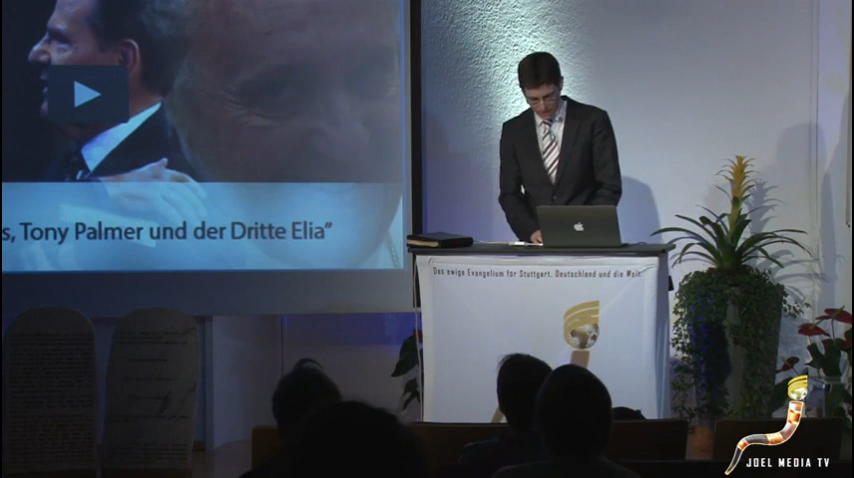 s, Tony Palmer und der Dritte Elia"
Das ewige Evangelium für Stuttgart, Deutschland und die Welt
JOEL MEDIA TV